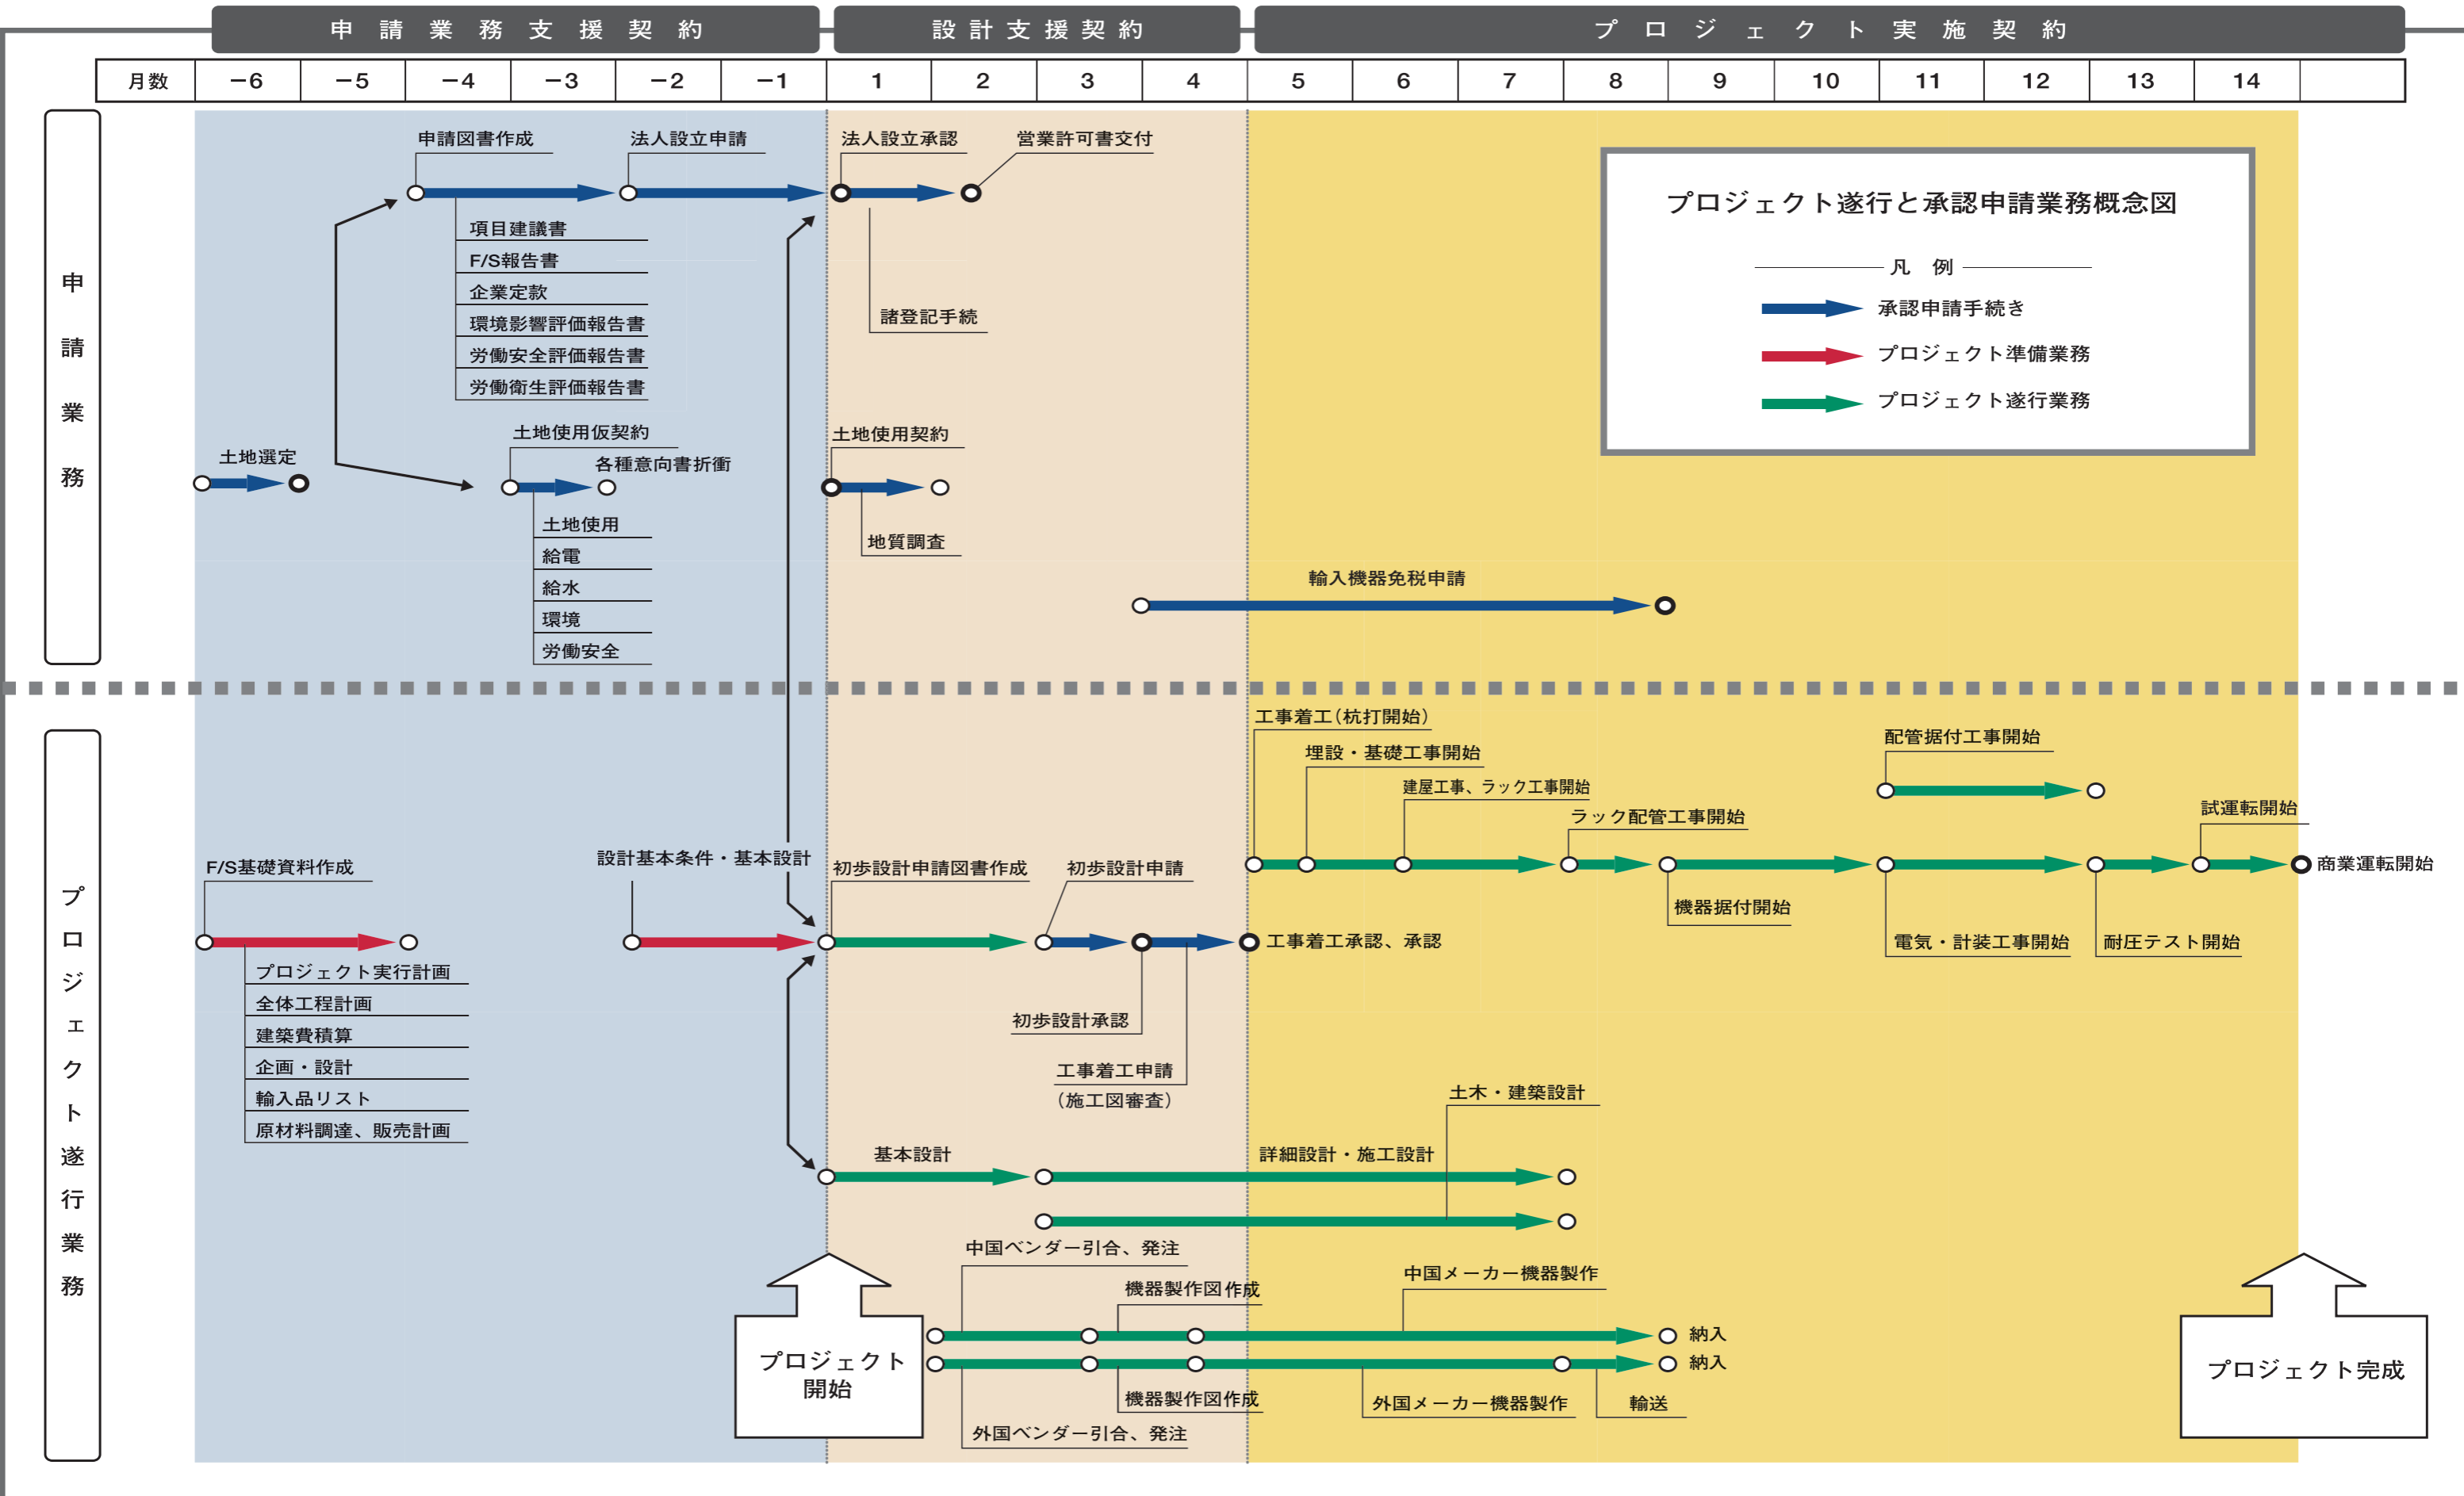 申請業務支援契約
設計支援契約
プロジェクト実施契約
月数 −6 −5 −4 −3 −2 −1 1 2 3 4 5 6 7 8 9 10 11 12 13 14
申請業務
申請図書作成
法人設立申請
法人設立承認
営業許可書交付
項目建議書
F/S報告書
企業定款
環境影響評価報告書
労働安全評価報告書
労働衛生評価報告書
諸登記手続
プロジェクト遂行と承認申請業務概念図
凡 例
承認申請手続き
プロジェクト準備業務
プロジェクト遂行業務
土地選定
土地使用仮契約
各種意向書折衝
土地使用契約
土地使用
給電
給水
環境
労働安全
地質調査
輸入機器免税申請
プロジェクト遂行業務
工事着工(杭打開始)
埋設・基礎工事開始
建屋工事、ラック工事開始
ラック配管工事開始
配管据付工事開始
試運転開始
商業運転開始
機器据付開始
電気・計装工事開始
耐圧テスト開始
F/S基礎資料作成
設計基本条件・基本設計
初歩設計申請図書作成
初歩設計申請
工事着工承認、承認
プロジェクト実行計画
全体工程計画
建築費積算
企画・設計
輸入品リスト
原材料調達、販売計画
初歩設計承認
工事着工申請
(施工図審査)
土木・建築設計
基本設計
詳細設計・施工設計
中国ベンダー引合、発注
機器製作図作成
中国メーカー機器製作
納入
納入
機器製作図作成
外国メーカー機器製作
輸送
外国ベンダー引合、発注
プロジェクト
開始
プロジェクト完成